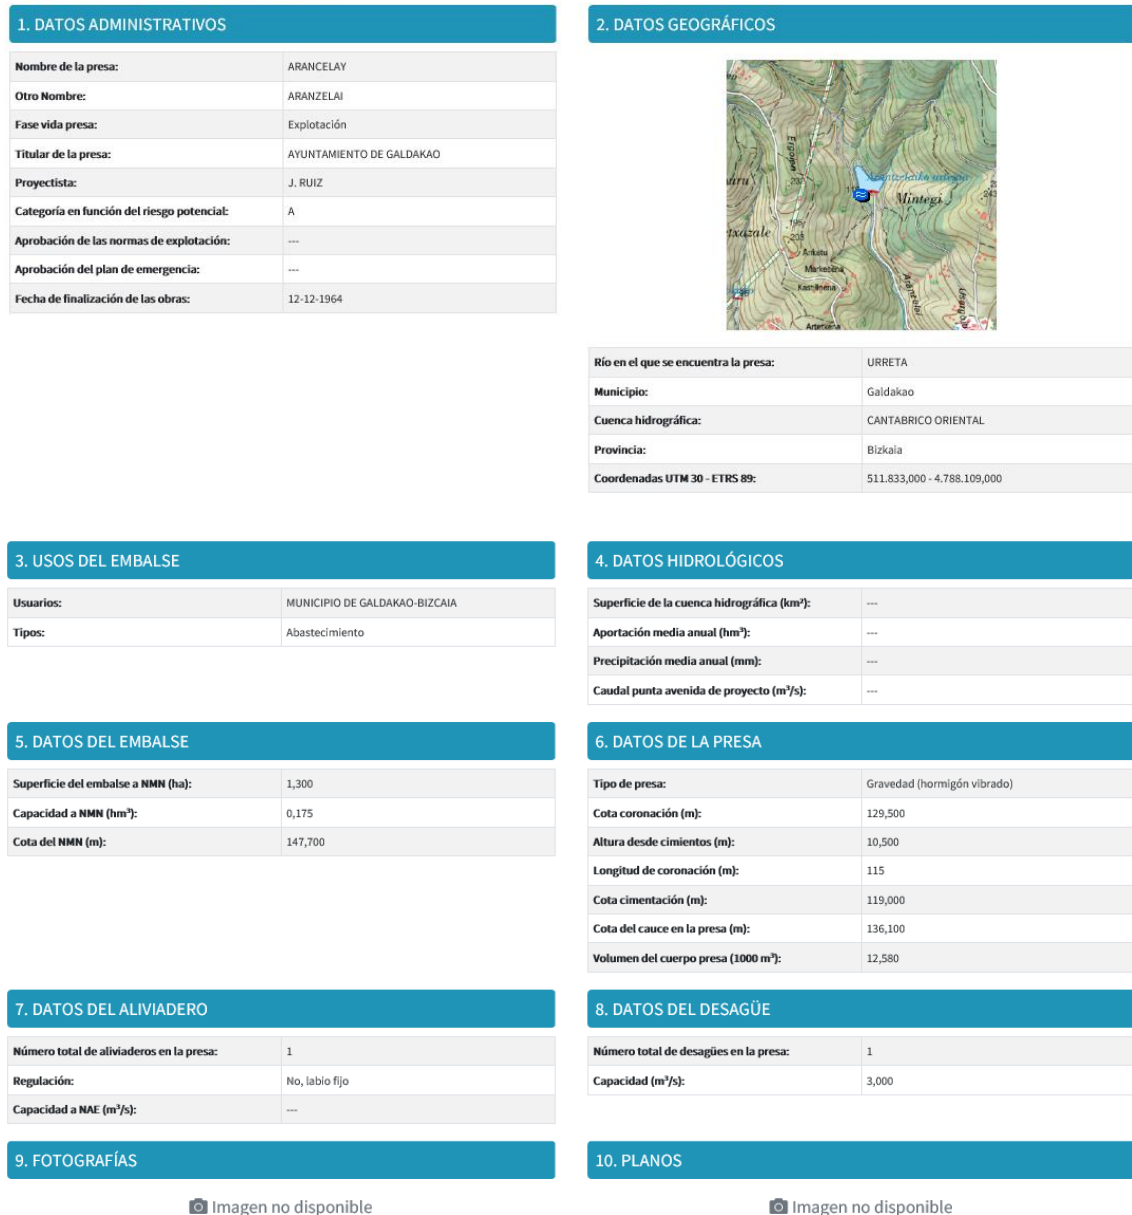 1. DATOS ADMINISTRATIVOS
Nombre de la presa: ARANCELAY
Otro Nombre: ARANZELAI
Fase vida presa: Explotación
Titular de la presa: AYUNTAMIENTO DE GALDAKAO
Proyectista: J. RUIZ
Categoría en función del riesgo potencial: A
Aprobación de las normas de explotación: ---
Aprobación del plan de emergencia: ---
Fecha de finalización de las obras: 12-12-1964
2. DATOS GEOGRÁFICOS
Mintegi
Artetxena
Río en el que se encuentra la presa: URRETA
Municipio: Galdakao
Cuenca hidrográfica: CANTABRICO ORIENTAL
Provincia: Bizkaia
Coordenadas UTM 30 - ETRS 89: 511.833,000 - 4.788.109,000
3. USOS DEL EMBALSE
Usuarios: MUNICIPIO DE GALDAKAO-BIZCAIA
Tipos: Abastecimiento
4. DATOS HIDROLÓGICOS
Superficie de la cuenca hidrográfica (km²): ---
Aportación media anual (hm³): ---
Precipitación media anual (mm): ---
Caudal punta avenida de proyecto (m³/s): ---
5. DATOS DEL EMBALSE
Superficie del embalse a NMN (ha): 1,300
Capacidad a NMN (hm³): 0,175
Cota del NMN (m): 147,700
6. DATOS DE LA PRESA
Tipo de presa: Gravedad (hormigón vibrado)
Cota coronación (m): 129,500
Altura desde cimientos (m): 10,500
Longitud de coronación (m): 115
Cota cimentación (m): 119,000
Cota del cauce en la presa (m): 136,100
Volumen del cuerpo presa (1000 m³): 12,580
7. DATOS DEL ALIVIADERO
Número total de aliviaderos en la presa: 1
Regulación: No, labio fijo
Capacidad a NAE (m³/s): ---
8. DATOS DEL DESAGÜE
Número total de desagües en la presa: 1
Capacidad (m³/s): 3,000
9. FOTOGRAFÍAS
Imagen no disponible
10. PLANOS
Imagen no disponible